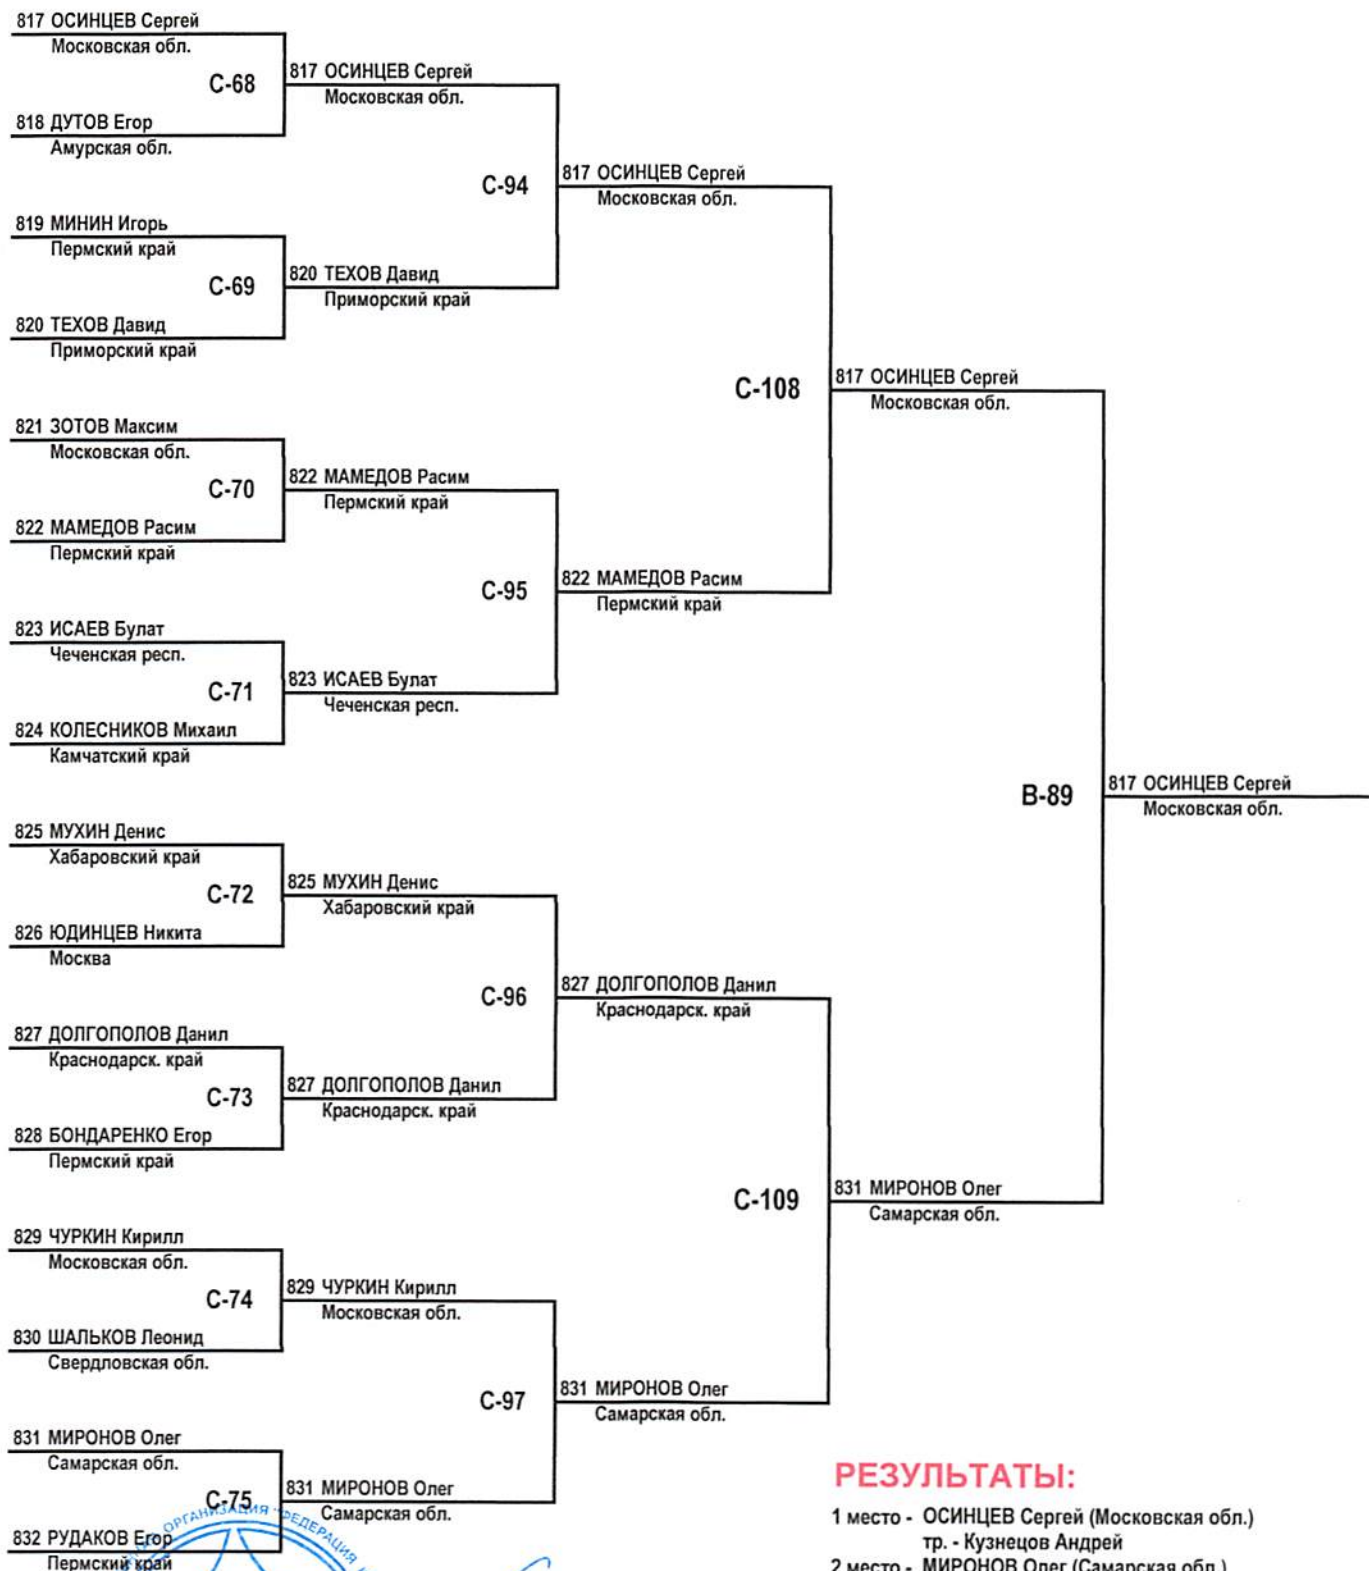 817 ОСИНЦЕВ Сергей
Московская обл.
С-68
818 ДУТОВ Егор
Амурская обл.
819 МИНИН Игорь
Пермский край
С-69
820 ТЕХОВ Давид
Приморский край
821 ЗОТОВ Максим
Московская обл.
С-70
822 МАМЕДОВ Расим
Пермский край
823 ИСАЕВ Булат
Чеченская респ.
С-71
824 КОЛЕСНИКОВ Михаил
Камчатский край
825 МУХИН Денис
Хабаровский край
С-72
826 ЮДИНЦЕВ Никита
Москва
827 ДОЛГОПОЛОВ Данил
Краснодарск. край
С-73
828 БОНДАРЕНКО Егор
Пермский край
829 ЧУРКИН Кирилл
Московская обл.
С-74
830 ШАЛЬКОВ Леонид
Свердловская обл.
831 МИРОНОВ Олег
Самарская обл.
С-75
832 РУДАКОВ Егор
Пермский край
817 ОСИНЦЕВ Сергей
Московская обл.
С-94
820 ТЕХОВ Давид
Приморский край
822 МАМЕДОВ Расим
Пермский край
С-95
823 ИСАЕВ Булат
Чеченская респ.
825 МУХИН Денис
Хабаровский край
С-96
827 ДОЛГОПОЛОВ Данил
Краснодарск. край
829 ЧУРКИН Кирилл
Московская обл.
С-97
831 МИРОНОВ Олег
Самарская обл.
817 ОСИНЦЕВ Сергей
Московская обл.
С-108
822 МАМЕДОВ Расим
Пермский край
827 ДОЛГОПОЛОВ Данил
Краснодарск. край
С-109
831 МИРОНОВ Олег
Самарская обл.
817 ОСИНЦЕВ Сергей
Московская обл.
В-89
831 МИРОНОВ Олег
Самарская обл.
817 ОСИНЦЕВ Сергей
Московская обл.
РЕЗУЛЬТАТЫ:
1 место - ОСИНЦЕВ Сергей (Московская обл.)
тр. - Кузнецов Андрей
2 место - МИРОНОВ Олег (Самарская обл.)
ОРГАНИЗАЦИЯ "ФЕДЕРАЦИЯ